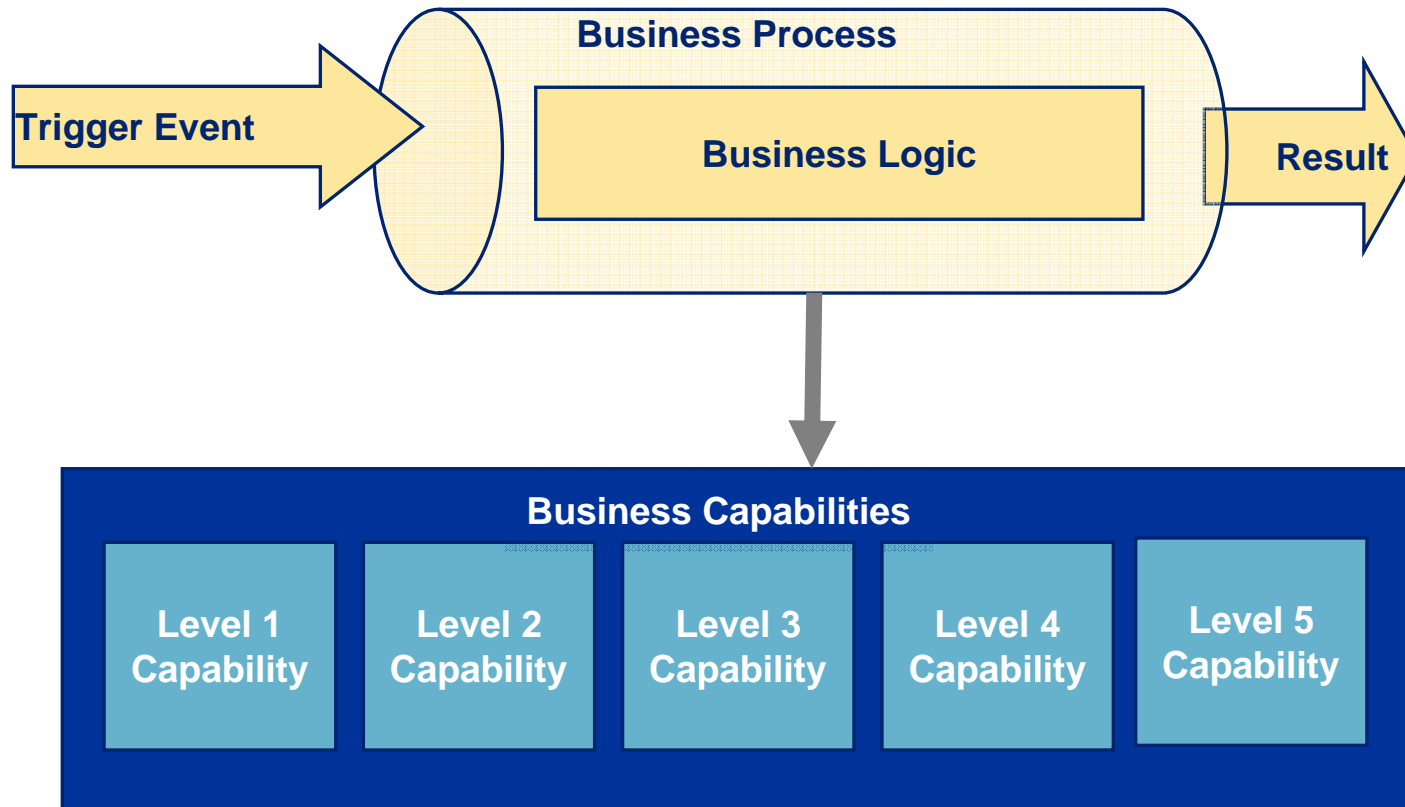 Business Process
Trigger Event
Business Logic
Result
Business Capabilities
Level 1
Capability
Level 2
Capability
Level 3
Capability
Level 4
Capability
Level 5
Capability